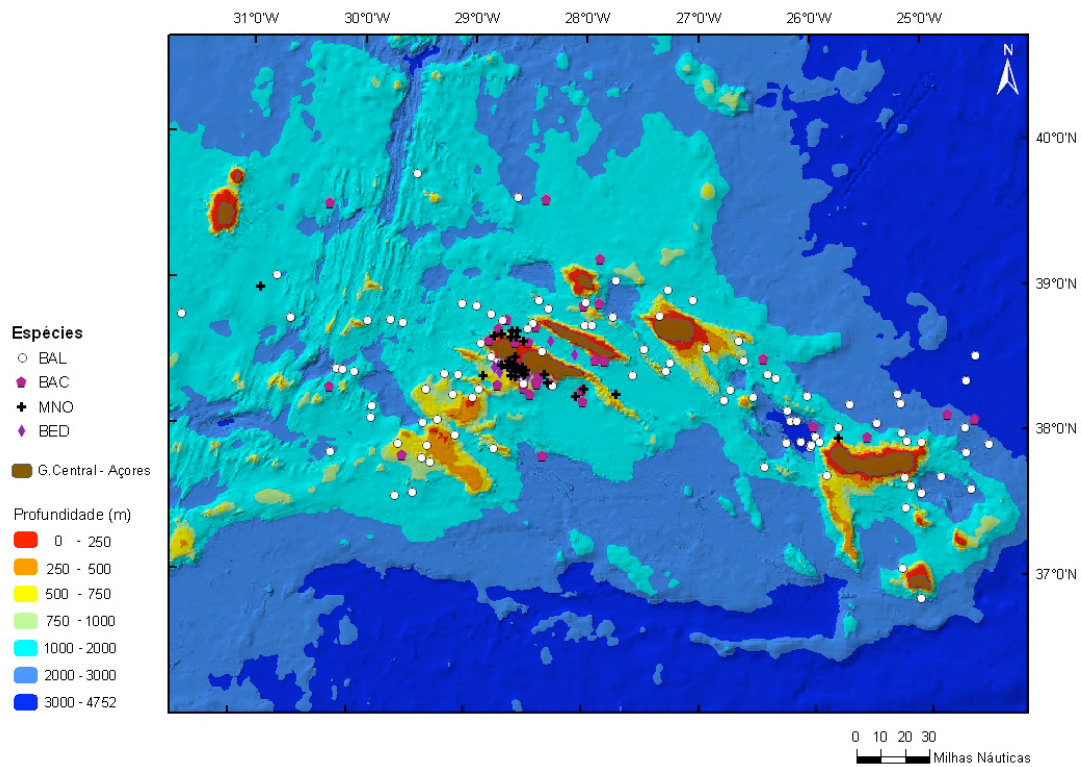 31°0'W 30°0'W 29°0'W 28°0'W 27°0'W 26°0'W 25°0'W
N
40°0'N
39°0'N
38°0'N
37°0'N
Espécies
BAL
BAC
MNO
BED
G.Central - Açores
Profundidade (m)
0 - 250
250 - 500
500 - 750
750 - 1000
1000 - 2000
2000 - 3000
3000 - 4752
0 10 20 30
Milhas Náuticas